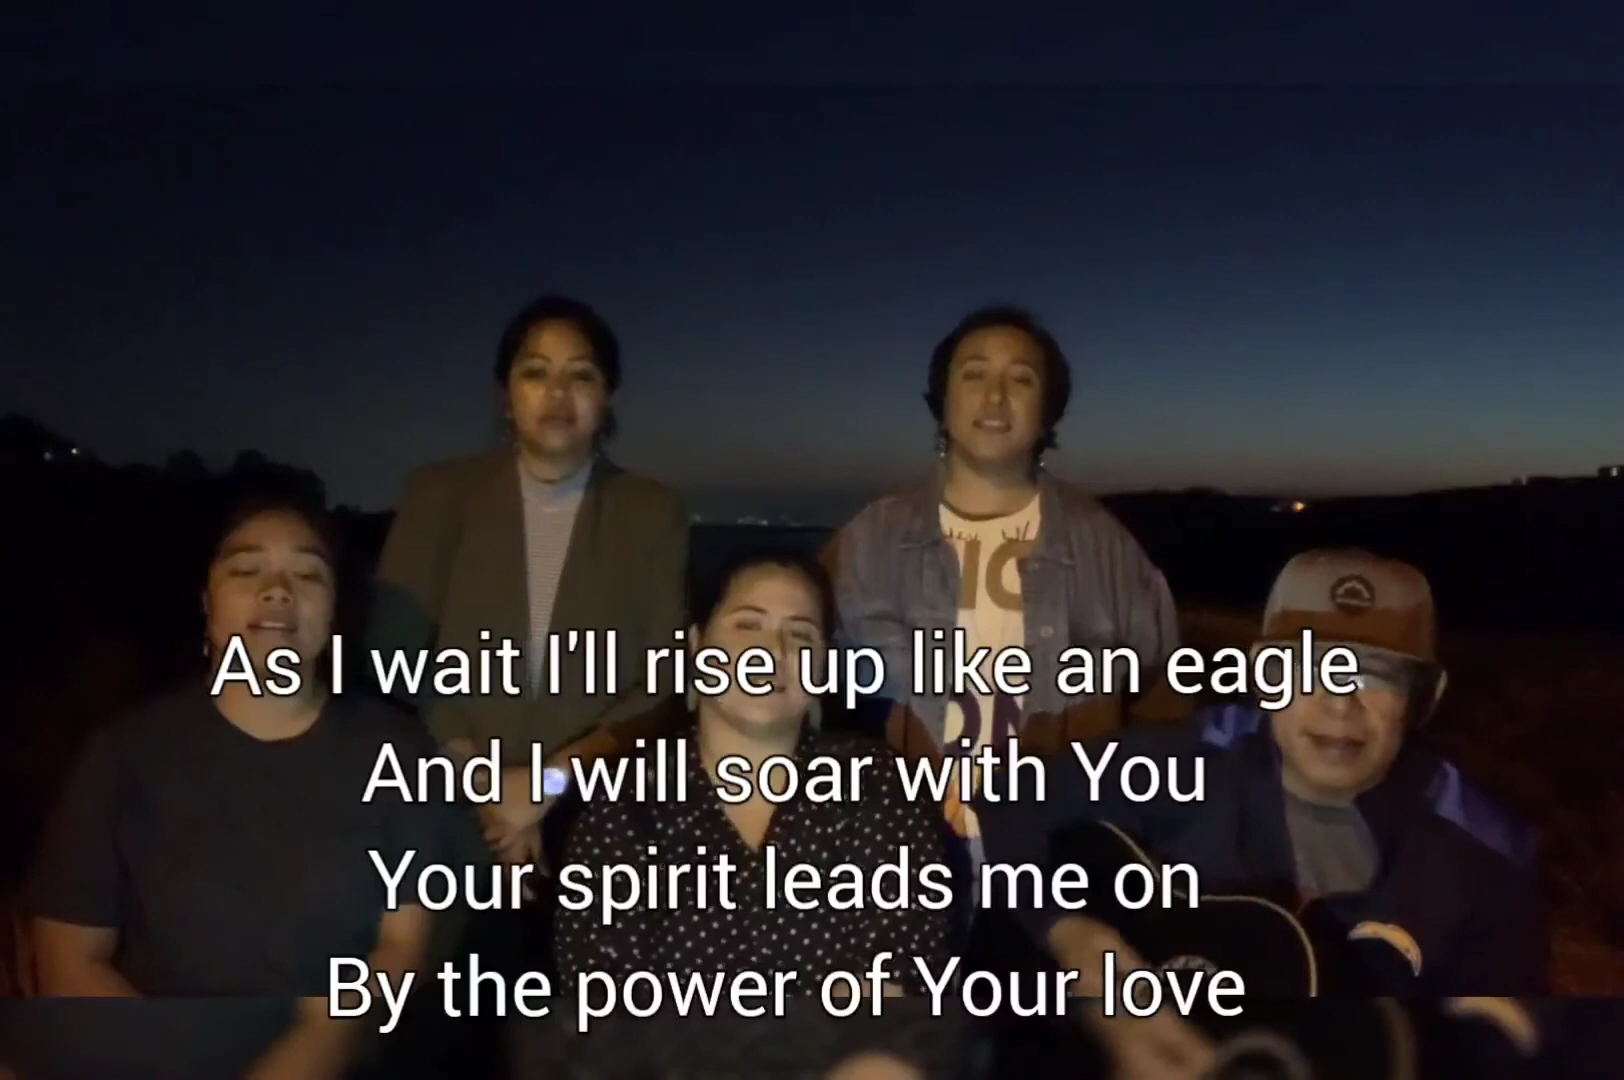 As I wait I'll rise up like an eagle
And I will soar with You
Your spirit leads me on
By the power of Your love